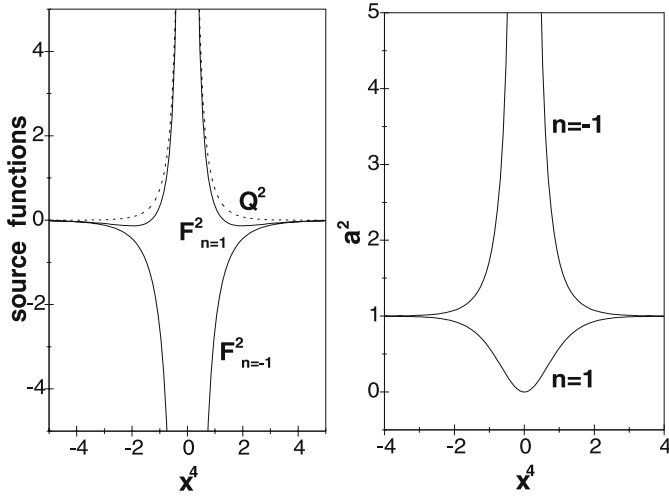 source functions
4
2
0
-2
-4
Q²
F²ₙ₌₁
F²ₙ₌₋₁
-4 -2 0 2 4
x⁴
a²
5
4
3
2
1
0
n=-1
n=1
-4 -2 0 2 4
x⁴